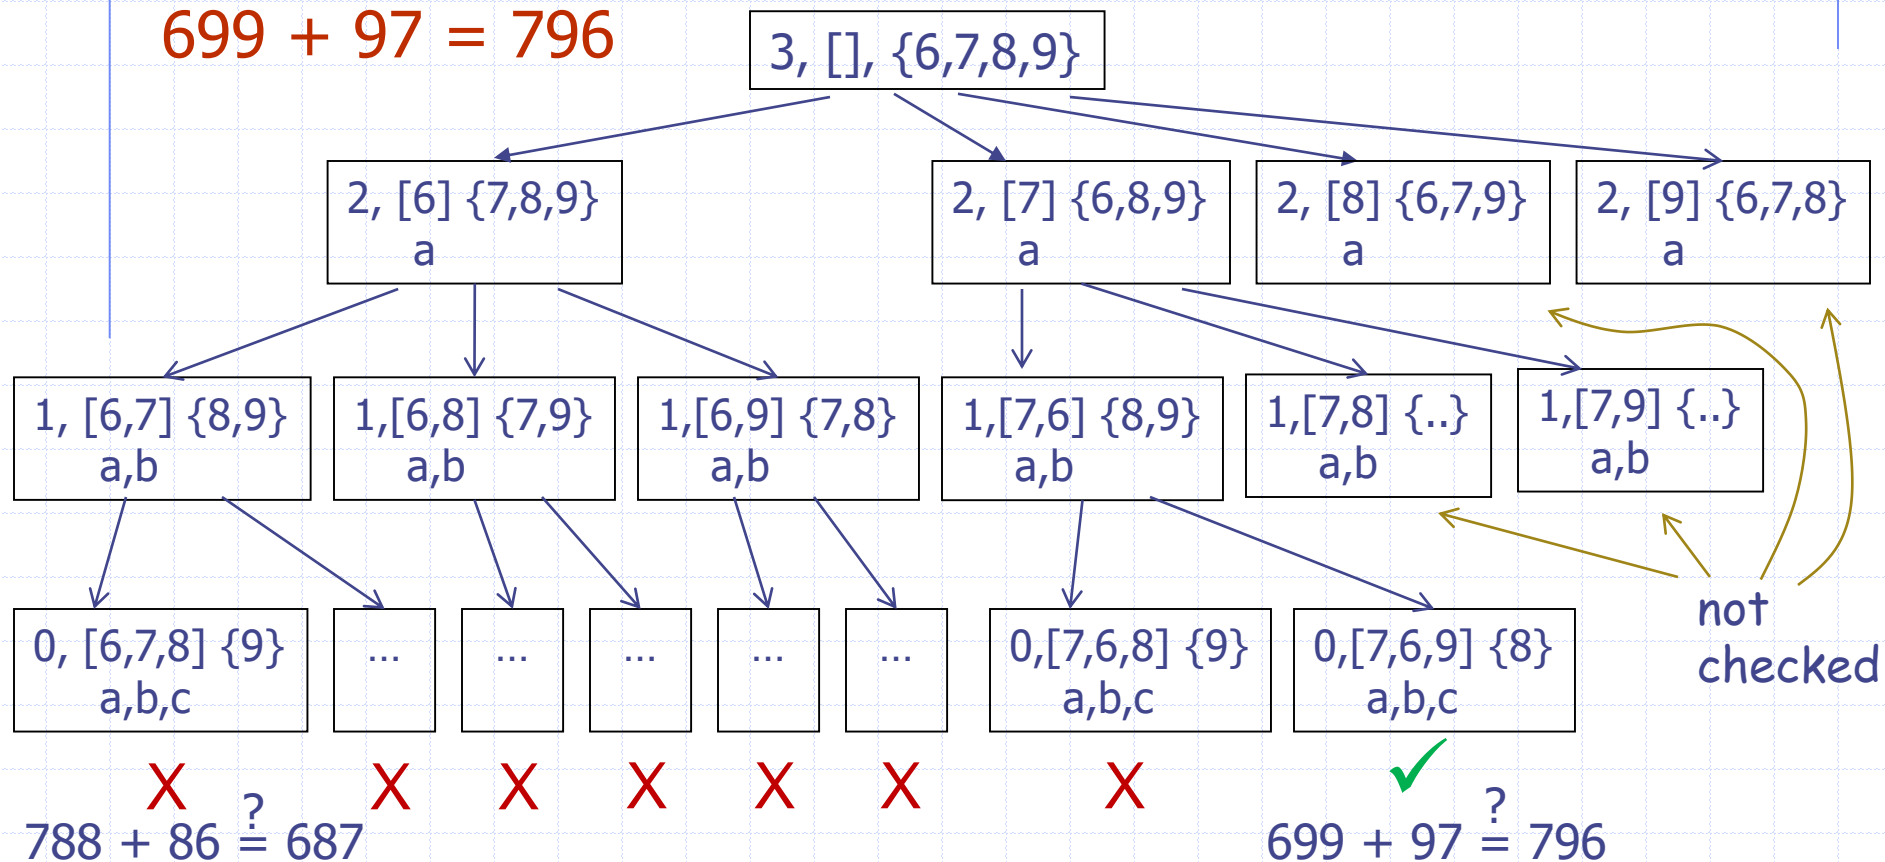 699 + 97 = 796
3, [], {6,7,8,9}
2, [6] {7,8,9}
a
2, [7] {6,8,9}
a
2, [8] {6,7,9}
a
2, [9] {6,7,8}
a
1, [6,7] {8,9}
a,b
1,[6,8] {7,9}
a,b
1,[6,9] {7,8}
a,b
1,[7,6] {8,9}
a,b
1,[7,8] {..}
a,b
1,[7,9] {..}
a,b
0, [6,7,8] {9}
a,b,c
...
...
...
...
...
0,[7,6,8] {9}
a,b,c
0,[7,6,9] {8}
a,b,c
not
checked
X
X
X
X
X
X
X
✓
?
788 + 86 = 687
?
699 + 97 = 796